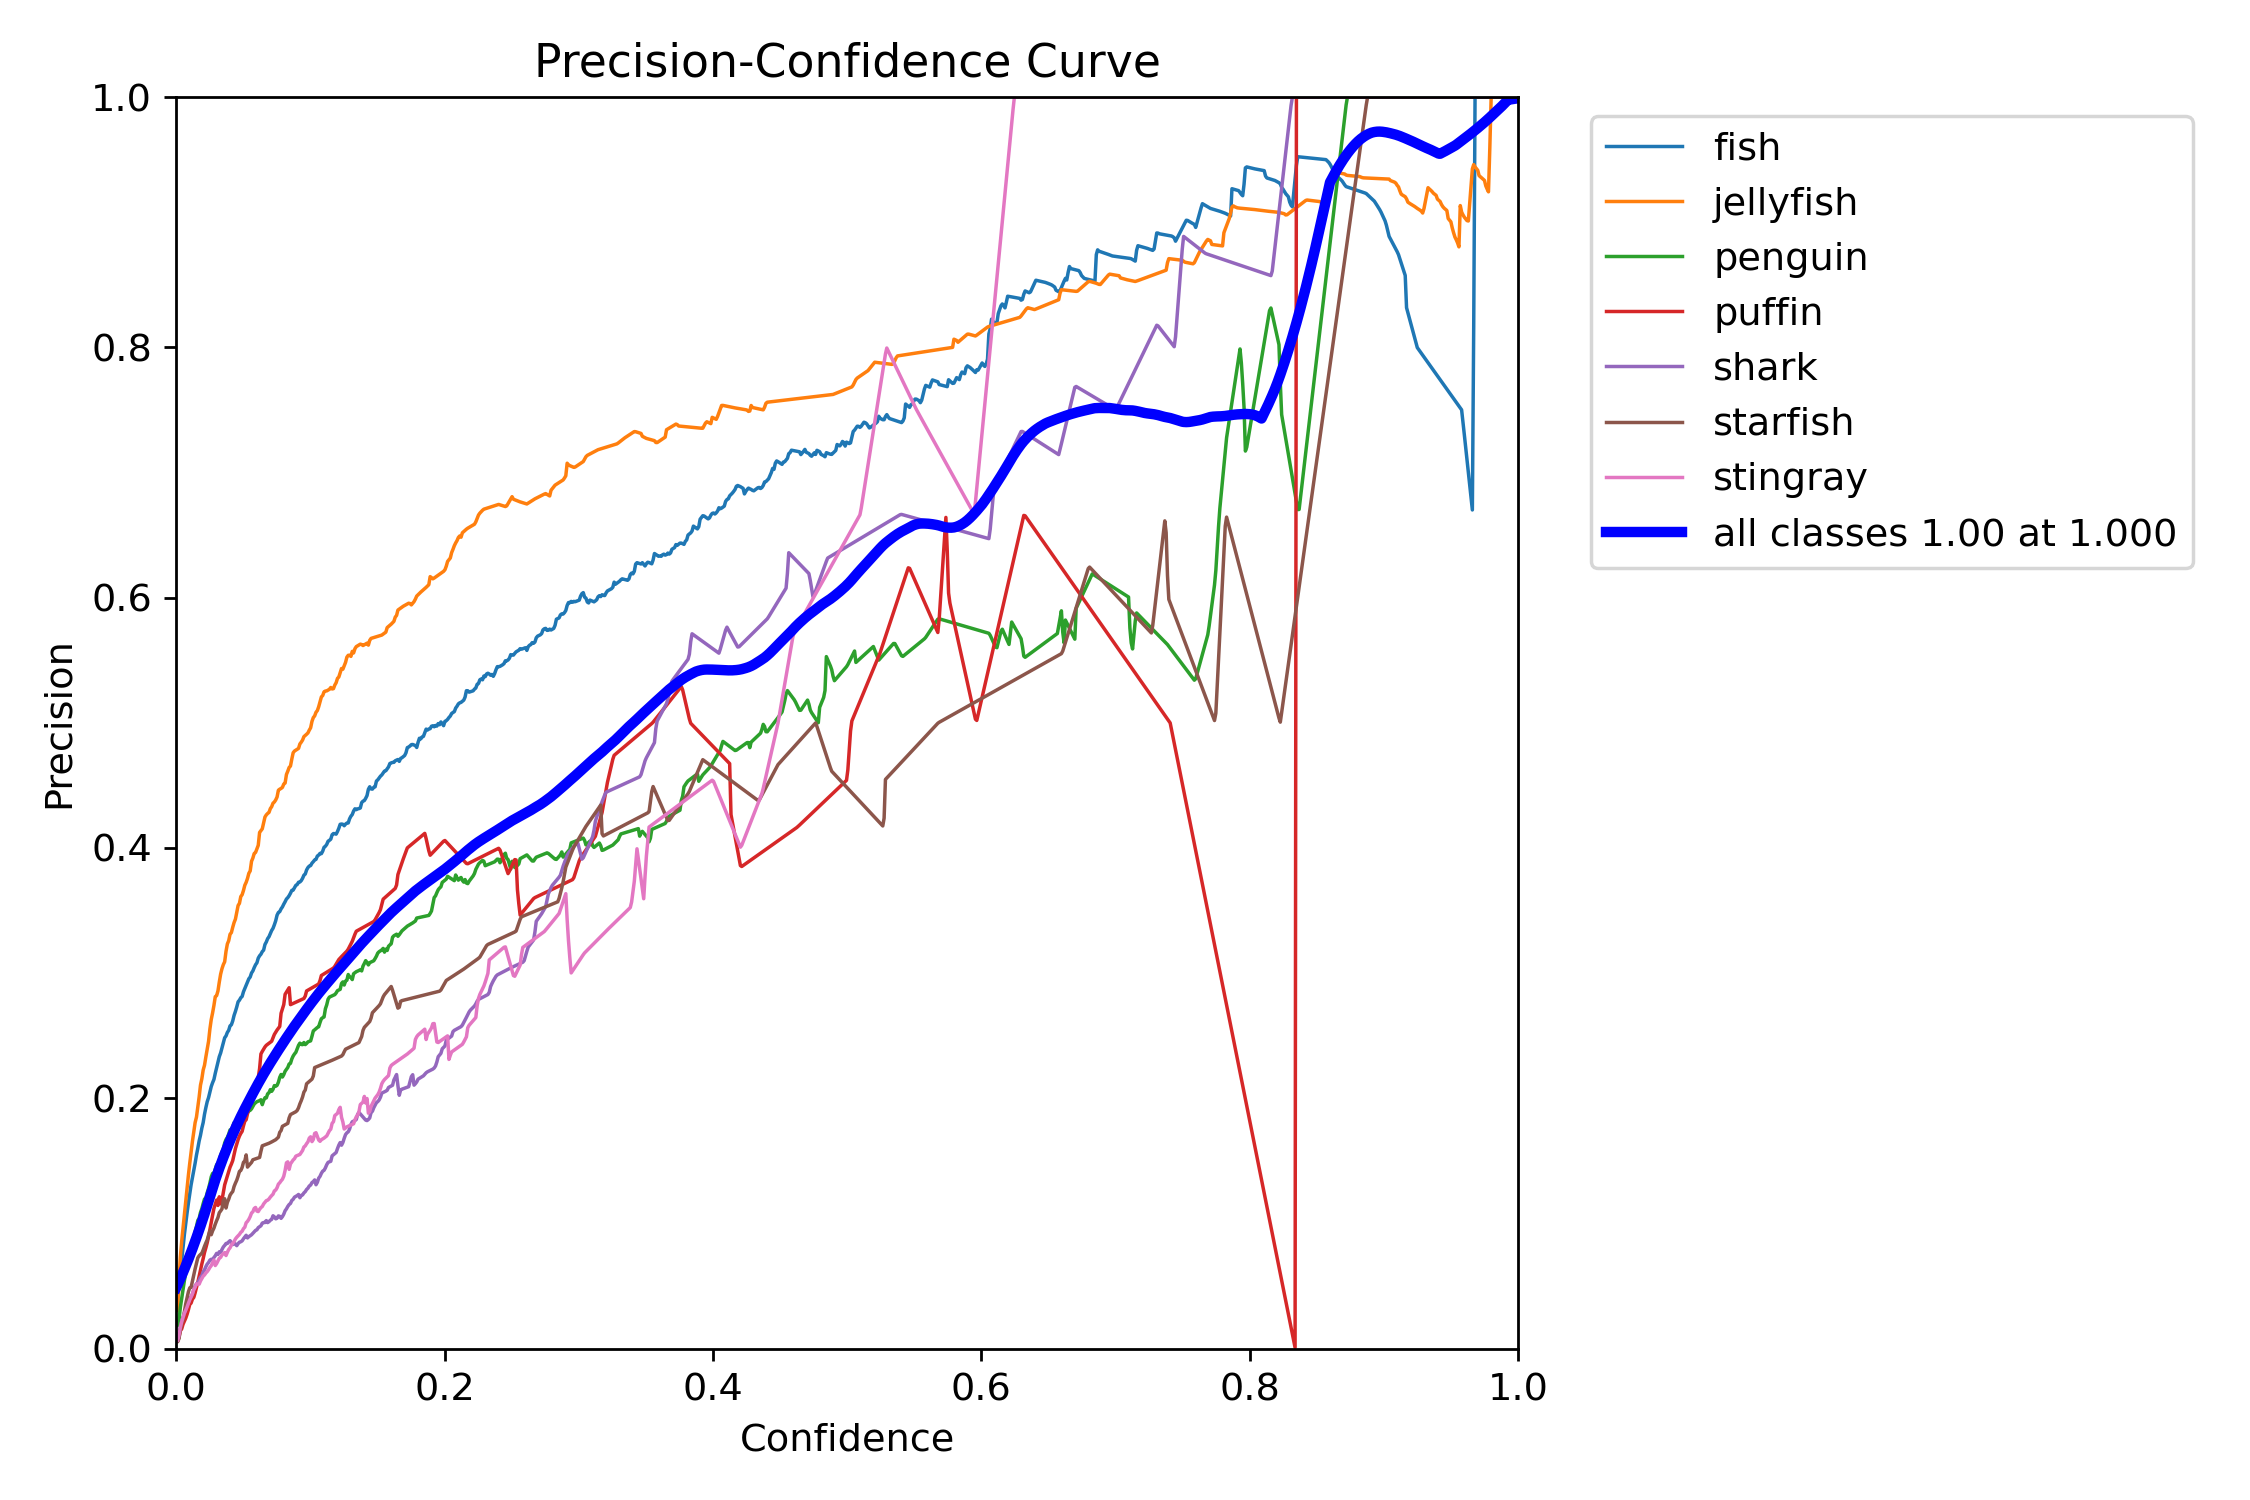 Precision-Confidence Curve
1.0
0.8
0.6
0.4
0.2
0.0
Precision
0.0 0.2 0.4 0.6 0.8 1.0
Confidence
fish
jellyfish
penguin
puffin
shark
starfish
stingray
all classes 1.00 at 1.000